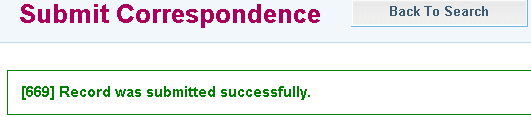 Submit Correspondence
Back To Search
[669] Record was submitted successfully.